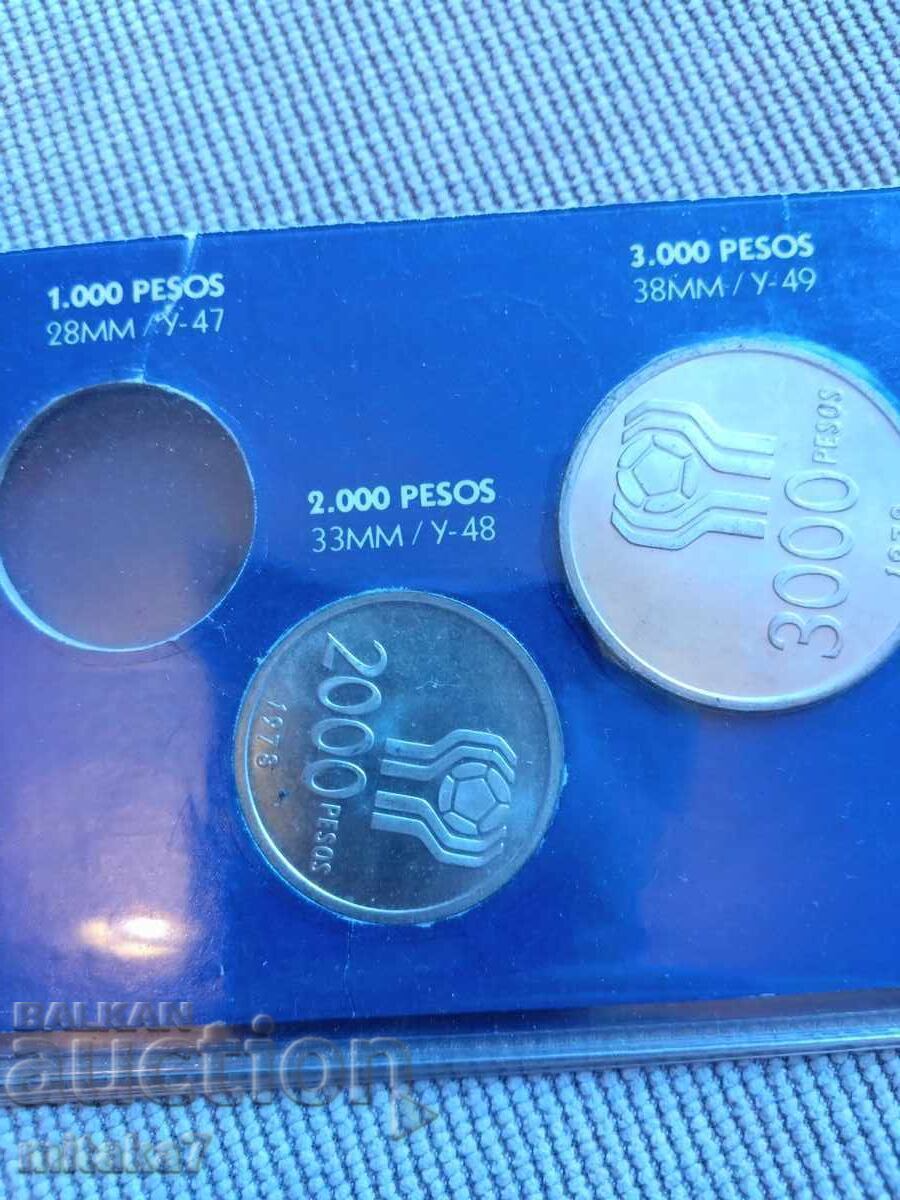 1.000 PESOS
28MM / Y-47
3.000 PESOS
38MM / Y-49
2.000 PESOS
33MM / Y-48
3000
PESOS
1978
2000
PESOS
1978
BALKAN
auction
mitaka7